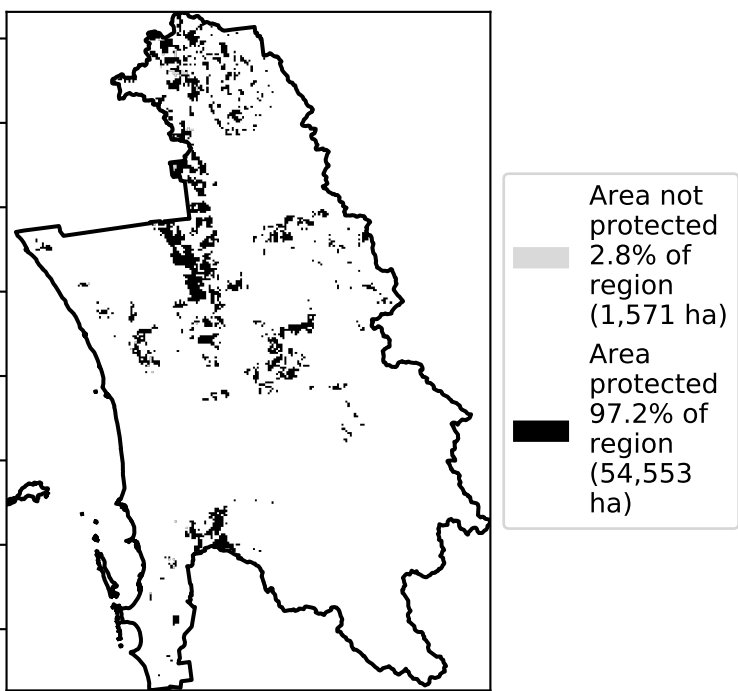 Area not
protected
2.8% of
region
(1,571 ha)
Area
protected
97.2% of
region
(54,553
ha)